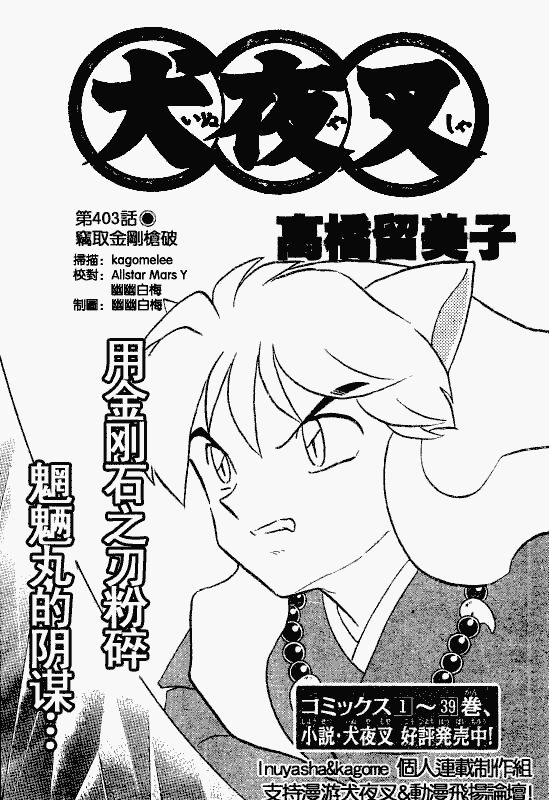 犬夜叉
いぬ や しゃ
第403話●
竊取金剛槍破
高橋留美子
掃描：kagomelee
校對：Allstar Mars Y
幽幽白梅
制圖：幽幽白梅
用金刚石之刃粉碎
魍魉丸的阴谋…
コミックス1～39巻、
小説・犬夜叉 好評発売中!
Inuyasha&kagome 個人連載制作組
支持漫游犬夜叉&動漫飛揚論壇!